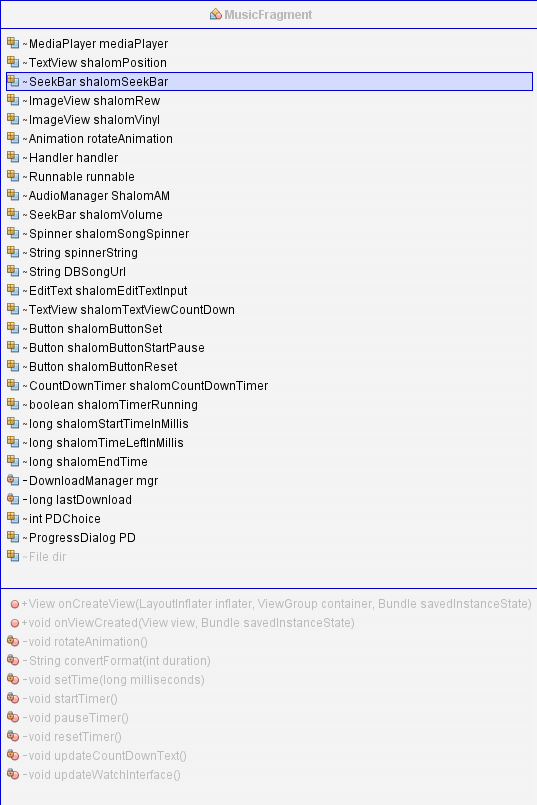 MusicFragment
~MediaPlayer mediaPlayer
~TextView shalomPosition
~SeekBar shalomSeekBar
~ImageView shalomRew
~ImageView shalomVinyl
~Animation rotateAnimation
~Handler handler
~Runnable runnable
~AudioManager ShalomAM
~SeekBar shalomVolume
~Spinner shalomSongSpinner
~String spinnerString
~String DBSongUrl
~EditText shalomEditTextInput
~TextView shalomTextViewCountDown
~Button shalomButtonSet
~Button shalomButtonStartPause
~Button shalomButtonReset
~CountDownTimer shalomCountDownTimer
~boolean shalomTimerRunning
~long shalomStartTimeInMillis
~long shalomTimeLeftInMillis
~long shalomEndTime
-DownloadManager mgr
-long lastDownload
~int PDChoice
~ProgressDialog PD
~File dir
+View onCreateView(LayoutInflater inflater, ViewGroup container, Bundle savedInstanceState)
+void onViewCreated(View view, Bundle savedInstanceState)
-void rotateAnimation()
-String convertFormat(int duration)
-void setTime(long milliseconds)
-void startTimer()
-void pauseTimer()
-void resetTimer()
-void updateCountDownText()
-void updateWatchInterface()